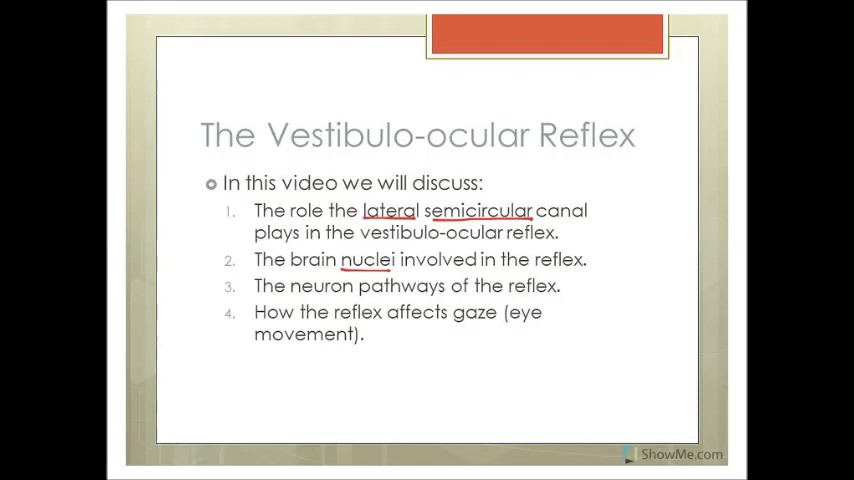 The Vestibulo-ocular Reflex
In this video we will discuss:
1. The role the lateral semicircular canal
plays in the vestibulo-ocular reflex.
2. The brain nuclei involved in the reflex.
3. The neuron pathways of the reflex.
4. How the reflex affects gaze (eye
movement).
ShowMe.com